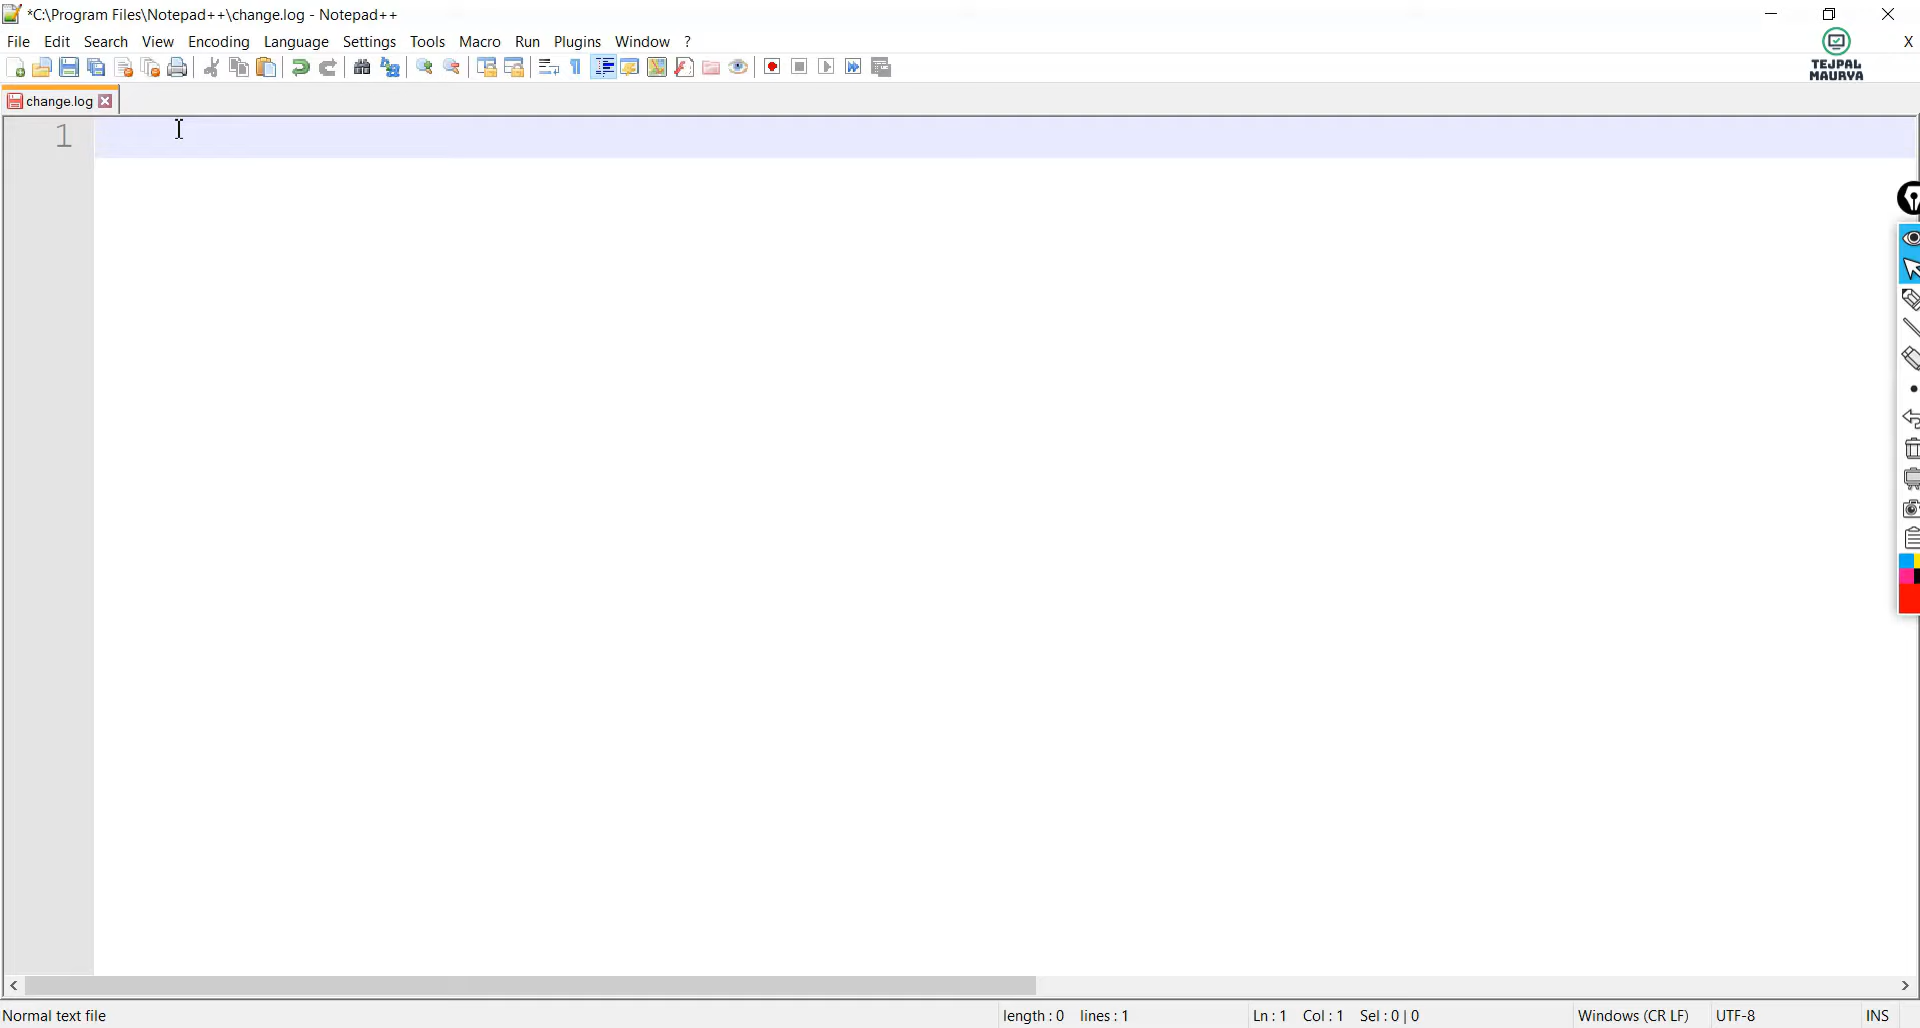 *C:\Program Files\Notepad++\change.log - Notepad++
File Edit Search View Encoding Language Settings Tools Macro Run Plugins Window ? X
TEJPAL
MAURYA
change.log
1
Normal text file length : 0 lines : 1 Ln : 1 Col : 1 Sel : 0 | 0 Windows (CR LF) UTF-8 INS